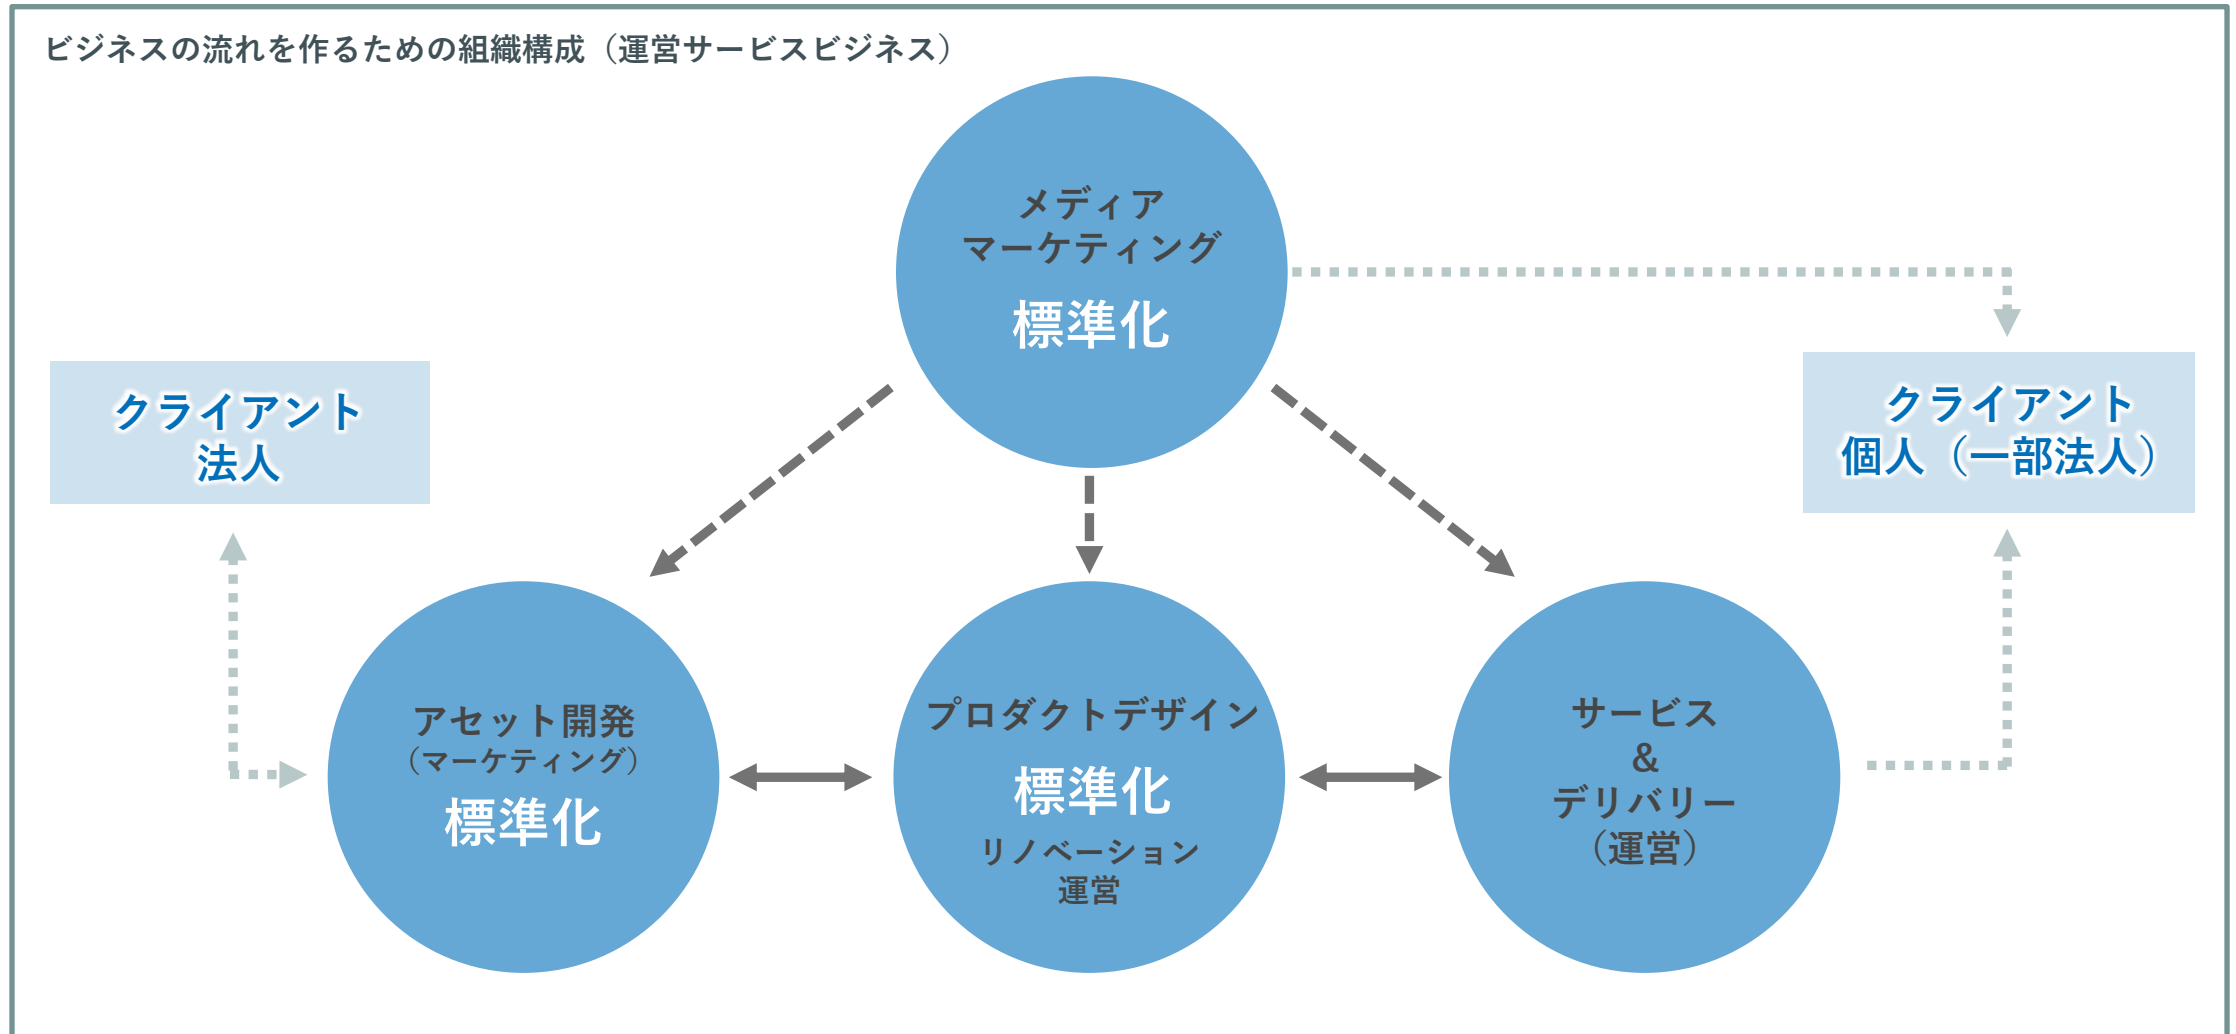 ビジネスの流れを作るための組織構成（運営サービスビジネス）
メディア
マーケティング
標準化
クライアント
法人
クライアント
個人（一部法人）
アセット開発
（マーケティング）
標準化
プロダクトデザイン
標準化
リノベーション
運営
サービス
&
デリバリー
（運営）